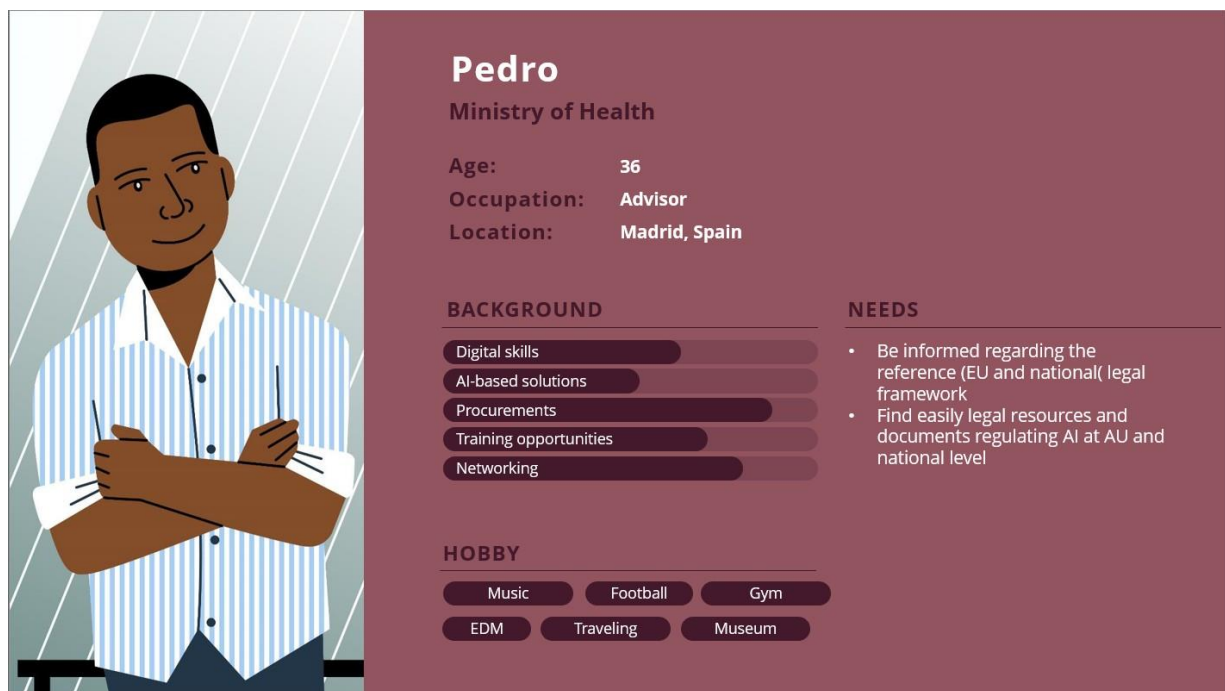 Pedro
Ministry of Health
Age: 36
Occupation: Advisor
Location: Madrid, Spain
BACKGROUND
Digital skills
AI-based solutions
Procurements
Training opportunities
Networking
NEEDS
• Be informed regarding the
reference (EU and national( legal
framework
• Find easily legal resources and
documents regulating AI at AU and
national level
HOBBY
Music Football Gym
EDM Traveling Museum